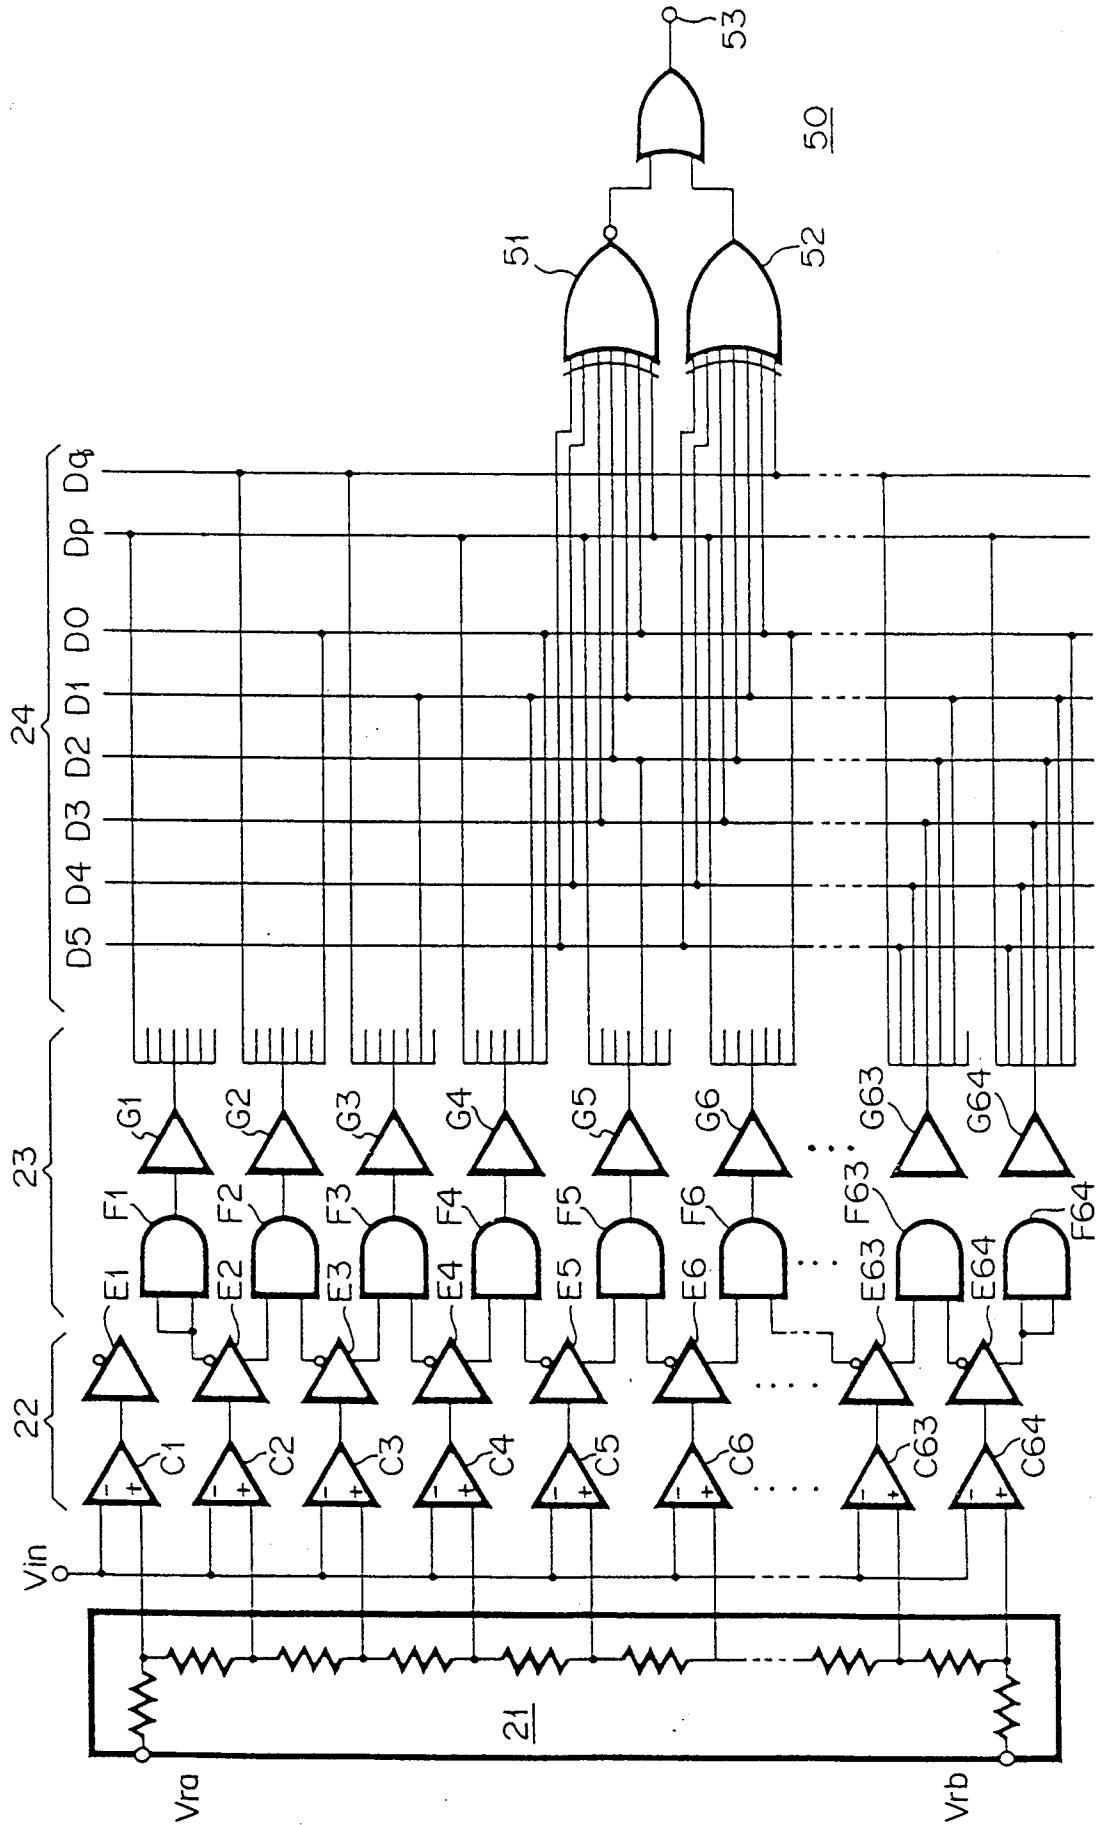 53
50
51
52
24
D5 D4 D3 D2 D1 D0 Dp Dq
23
G1 G2 G3 G4 G5 G6 G63 G64
F1 F2 F3 F4 F5 F6 F63 F64
E1 E2 E3 E4 E5 E6 E63 E64
22
C1 C2 C3 C4 C5 C6 C63 C64
- + - + - + - + - + - + - + - +
Vin
21
Vra
Vrb